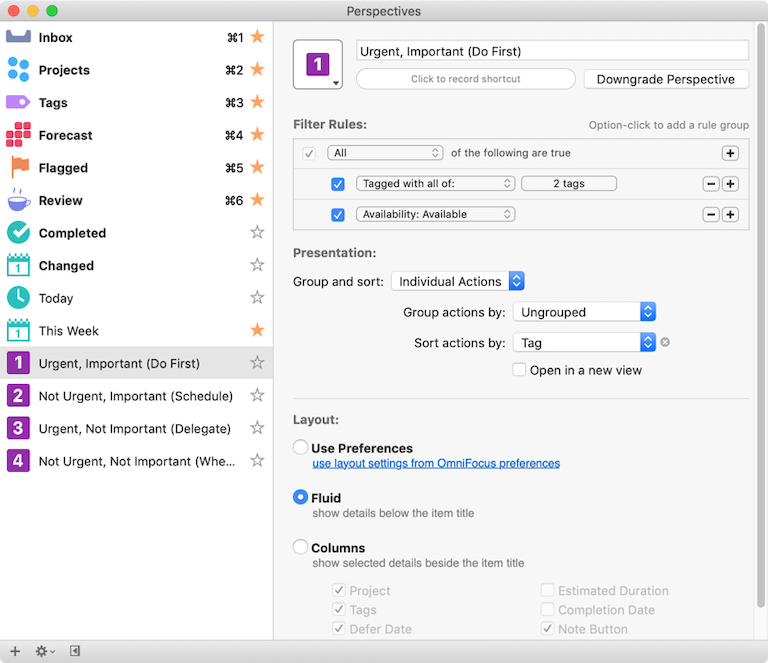 Perspectives
Inbox ⌘1
Projects ⌘2
Tags ⌘3
Forecast ⌘4
Flagged ⌘5
Review ⌘6
Completed
1 Changed
Today
1 This Week
1 Urgent, Important (Do First)
2 Not Urgent, Important (Schedule)
3 Urgent, Not Important (Delegate)
4 Not Urgent, Not Important (Whe...
1
Urgent, Important (Do First)
Click to record shortcut Downgrade Perspective
Filter Rules: Option-click to add a rule group
All of the following are true
Tagged with all of: 2 tags
Availability: Available
Presentation:
Group and sort: Individual Actions
Group actions by: Ungrouped
Sort actions by: Tag
Open in a new view
Layout:
Use Preferences
use layout settings from OmniFocus preferences
Fluid
show details below the item title
Columns
show selected details beside the item title
Project Estimated Duration
Tags Completion Date
Defer Date Note Button